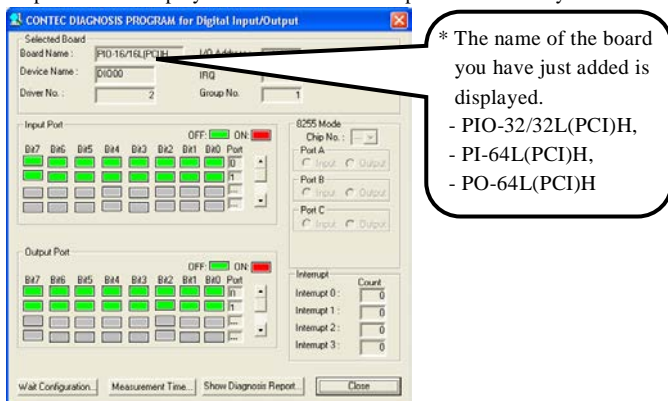 CONTEC DIAGNOSIS PROGRAM for Digital Input/Output
Selected Board
Board Name : PIO-16/16L(PCI)H
Device Name : DIO00 IRQ
Driver No. : 2 Group No. 1
* The name of the board
you have just added is
displayed.
- PIO-32/32L(PCI)H,
- PI-64L(PCI)H,
- PO-64L(PCI)H
Input Port
OFF: ON:
Bit7 Bit6 Bit5 Bit4 Bit3 Bit2 Bit1 Bit0 Port
0
1
...
...
8255 Mode
Chip No. : ---
Port A
Input Output
Port B
Input Output
Port C
Input Output
Output Port
OFF: ON:
Bit7 Bit6 Bit5 Bit4 Bit3 Bit2 Bit1 Bit0 Port
0
1
...
...
Interrupt
Count
Interrupt 0 : 0
Interrupt 1 : 0
Interrupt 2 : 0
Interrupt 3 : 0
Wait Configuration... Measurement Time... Show Diagnosis Report... Close